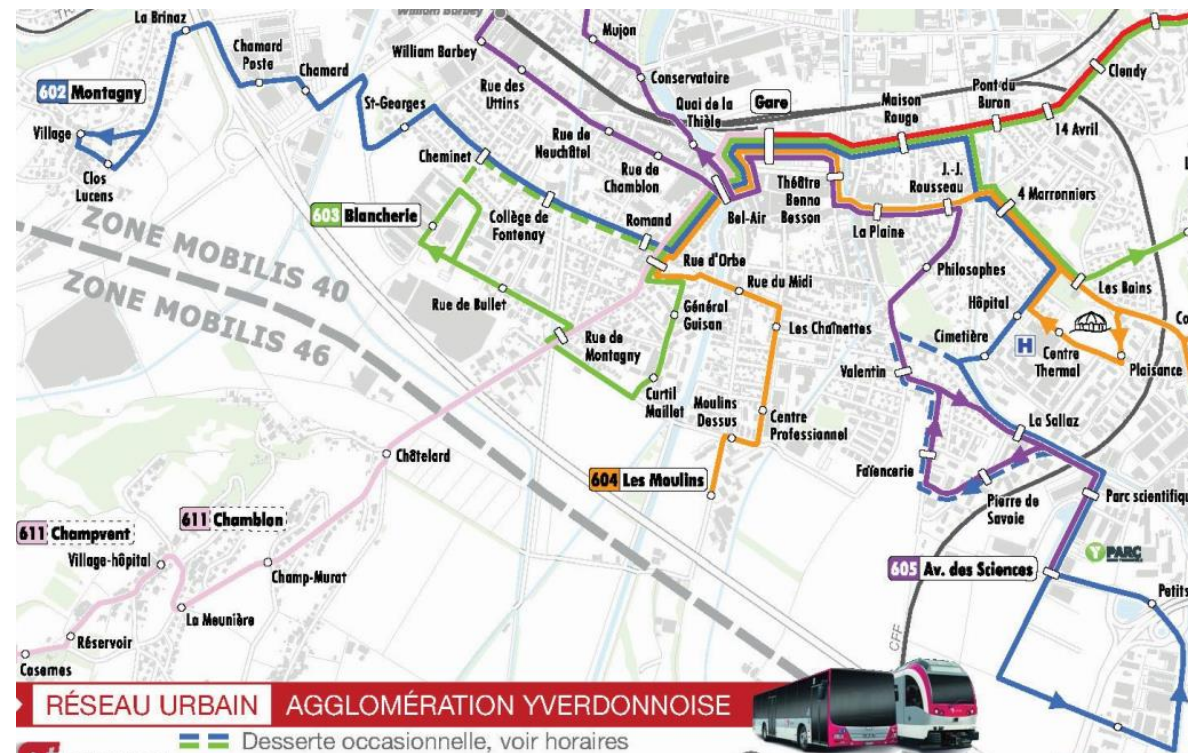 La Brinaz
William Barbey
Chamard
Poste
Chamard
William Barbey
Mujon
Conservatoire
Clendy
602 Montagny
Village
Clos
Lucens
St-Georges
Rue des
Uttins
Quai de la
Thièle
Gare
Maison
Rouge
Pont du
Buron
14 Avril
Cheminet
Rue de
Neuchâtel
Rue de
Chamblon
Théâtre
Benno
Besson
J.-J.
Rousseau
4 Marronniers
603 Blancherie
Collège de
Fontenay
Romand
Bel-Air
La Plaine
ZONE MOBILIS 40
ZONE MOBILIS 46
Rue d'Orbe
Rue du Midi
Philosophes
Les Bains
Rue de Bullet
Général
Guisan
Hôpital
Les Chaînettes
Cimetière
H
Rue de
Montagny
Centre
Thermal
Plaisance
Valentin
Curtil
Maillet
Moulins
Dessus
Centre
Professionnel
La Sallaz
Châtelard
Faïencerie
604 Les Moulins
Pierre de
Savoie
Parc scientifiq
611 Champvent
611 Chamblon
Village-hôpital
Champ-Murat
Y PARC
605 Av. des Sciences
La Meunière
Petits
Réservoir
CFF
Casernes
RÉSEAU URBAIN AGGLOMÉRATION YVERDONNOISE
Desserte occasionnelle, voir horaires